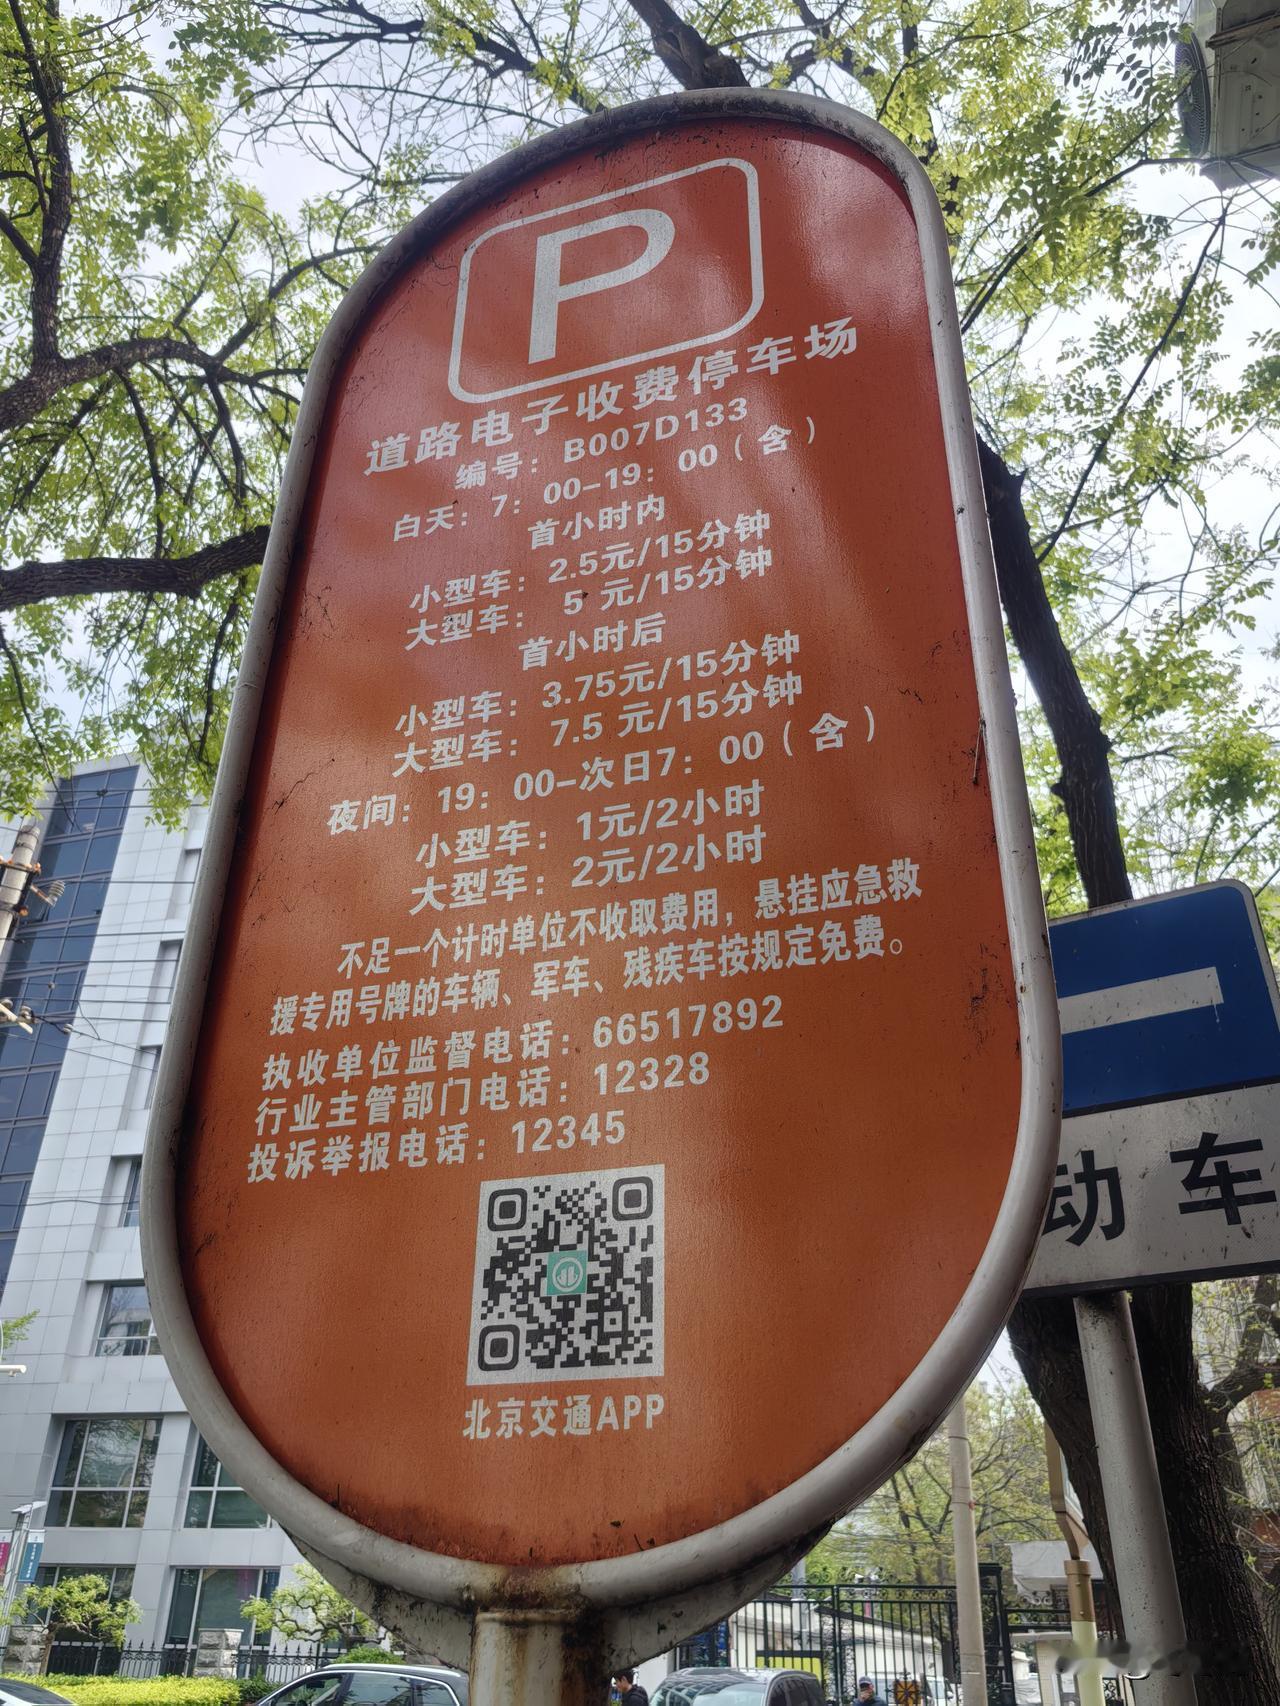 P
道路电子收费停车场
编号：B007D133
白天：7：00-19：00（含）
首小时内
小型车：2.5元/15分钟
大型车：5 元/15分钟
首小时后
小型车：3.75元/15分钟
大型车：7.5 元/15分钟
夜间：19：00-次日7：00（含）
小型车：1元/2小时
大型车：2元/2小时
不足一个计时单位不收取费用，悬挂应急救
援专用号牌的车辆、军车、残疾车按规定免费。
执收单位监督电话：66517892
行业主管部门电话：12328
投诉举报电话：12345
北京交通APP
动车